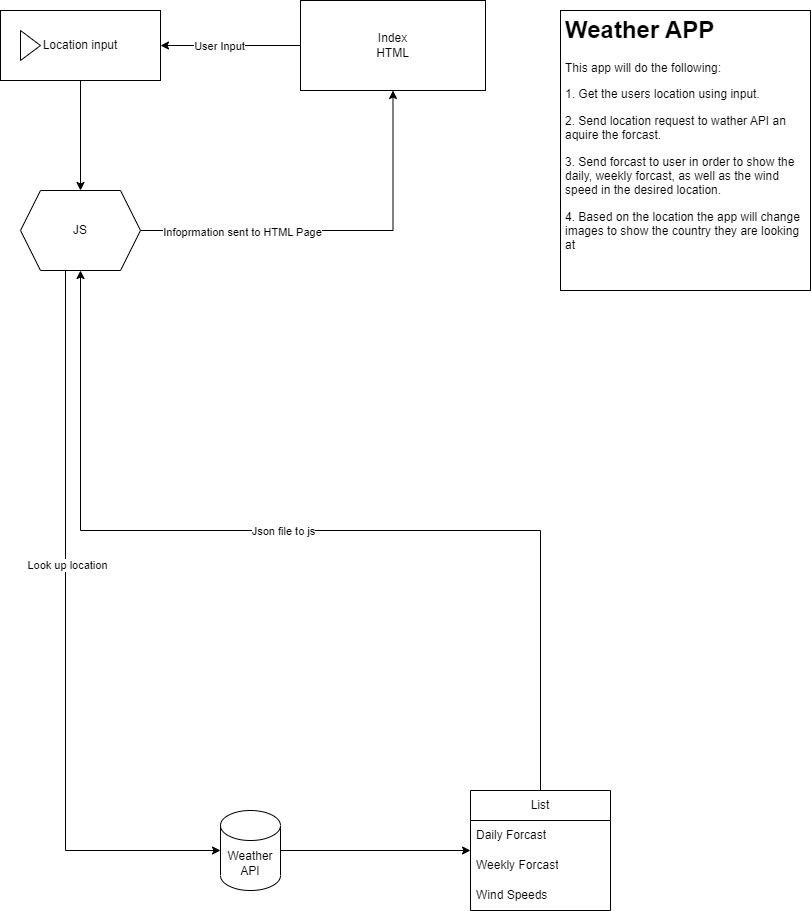 Location input
User Input
Index
HTML
Weather APP
This app will do the following:
1. Get the users location using input.
2. Send location request to wather API an
aquire the forcast.
3. Send forcast to user in order to show the
daily, weekly forcast, as well as the wind
speed in the desired location.
4. Based on the location the app will change
images to show the country they are looking
at
JS
Infoprmation sent to HTML Page
Json file to js
Look up location
Weather
API
List
Daily Forcast
Weekly Forcast
Wind Speeds